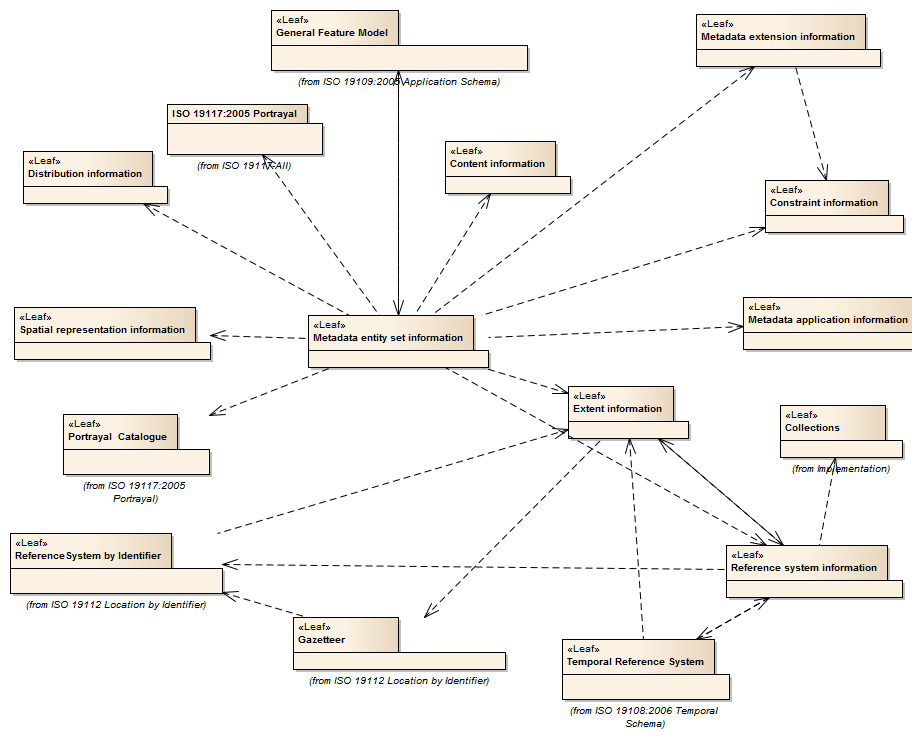 «Leaf»
General Feature Model
(from ISO 19109:2005 Application Schema)
«Leaf»
Metadata extension information
ISO 19117:2005 Portrayal
(from ISO 19117-All)
«Leaf»
Content information
«Leaf»
Distribution information
«Leaf»
Constraint information
«Leaf»
Spatial representation information
«Leaf»
Metadata entity set information
«Leaf»
Metadata application information
«Leaf»
Extent information
«Leaf»
Portrayal Catalogue
(from ISO 19117:2005
Portrayal)
«Leaf»
Collections
(from Implementation)
«Leaf»
ReferenceSystem by Identifier
(from ISO 19112 Location by Identifier)
«Leaf»
Reference system information
«Leaf»
Gazetteer
(from ISO 19112 Location by Identifier)
«Leaf»
Temporal Reference System
(from ISO 19108:2006 Temporal
Schema)